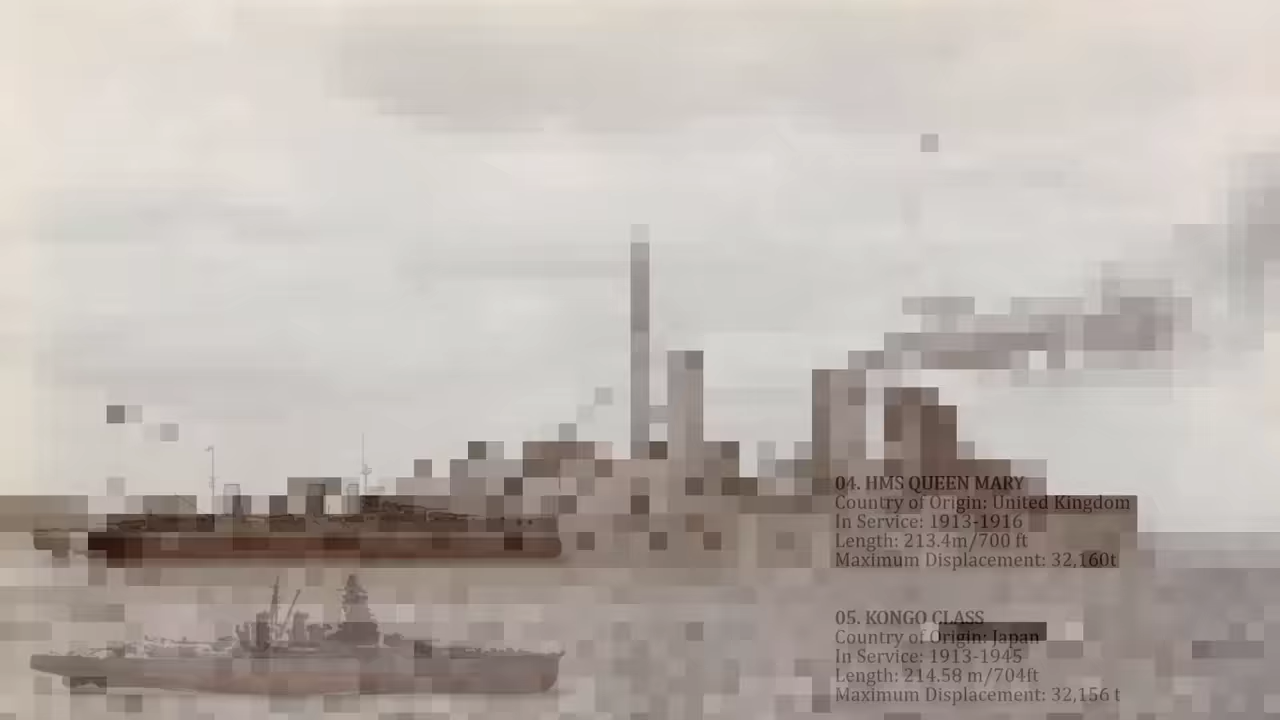 04. HMS QUEEN MARY
Country of Origin: United Kingdom
In Service: 1913-1916
Length: 213.4m/700 ft
Maximum Displacement: 32,160t
05. KONGO CLASS
Country of Origin: Japan
In Service: 1913-1945
Length: 214.58 m/704ft
Maximum Displacement: 32,156 t